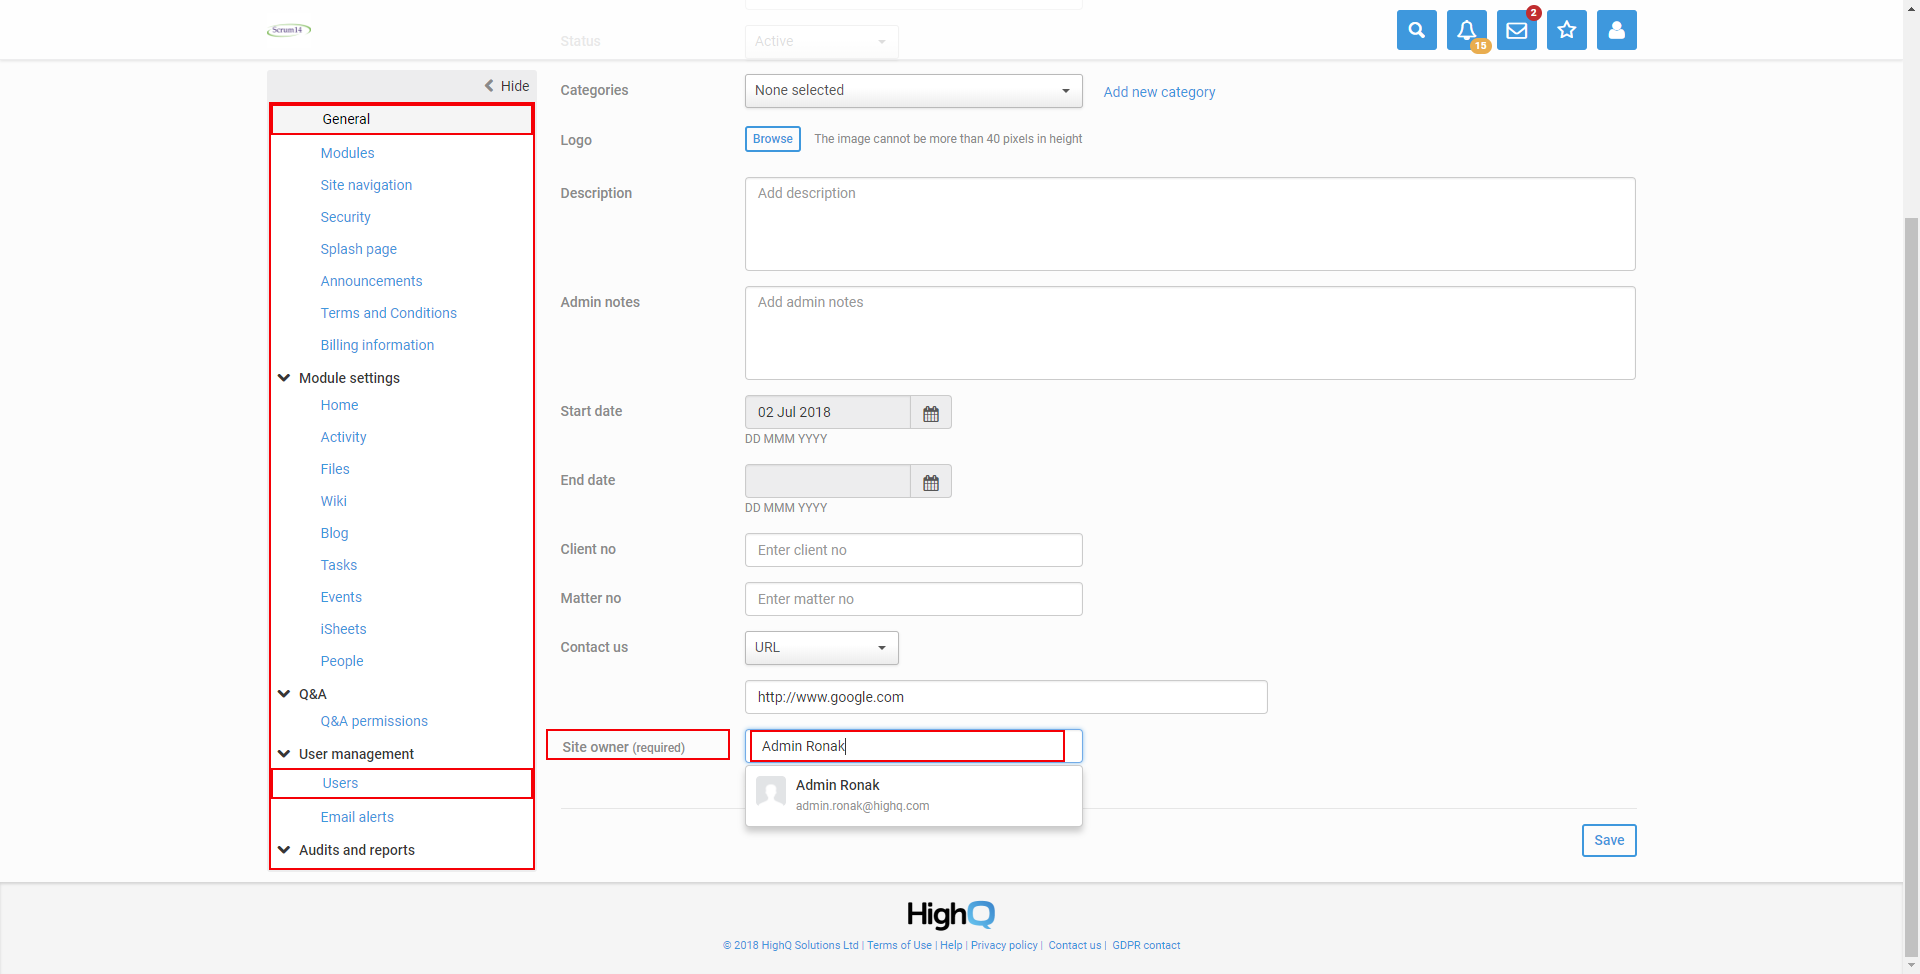 Scrum14
2
15
Status
Active
Hide
Categories
None selected
Add new category
General
Logo
Browse
The image cannot be more than 40 pixels in height
Modules
Site navigation
Description
Add description
Security
Splash page
Announcements
Admin notes
Add admin notes
Terms and Conditions
Billing information
Module settings
Home
Start date
02 Jul 2018
DD MMM YYYY
Activity
Files
End date
DD MMM YYYY
Wiki
Blog
Client no
Enter client no
Tasks
Events
Matter no
Enter matter no
iSheets
Contact us
URL
People
Q&A
http://www.google.com
Q&A permissions
User management
Site owner (required)
Admin Ronak
Users
Admin Ronak
admin.ronak@highq.com
Email alerts
Audits and reports
Save
HighQ
© 2018 HighQ Solutions Ltd | Terms of Use | Help | Privacy policy | Contact us | GDPR contact